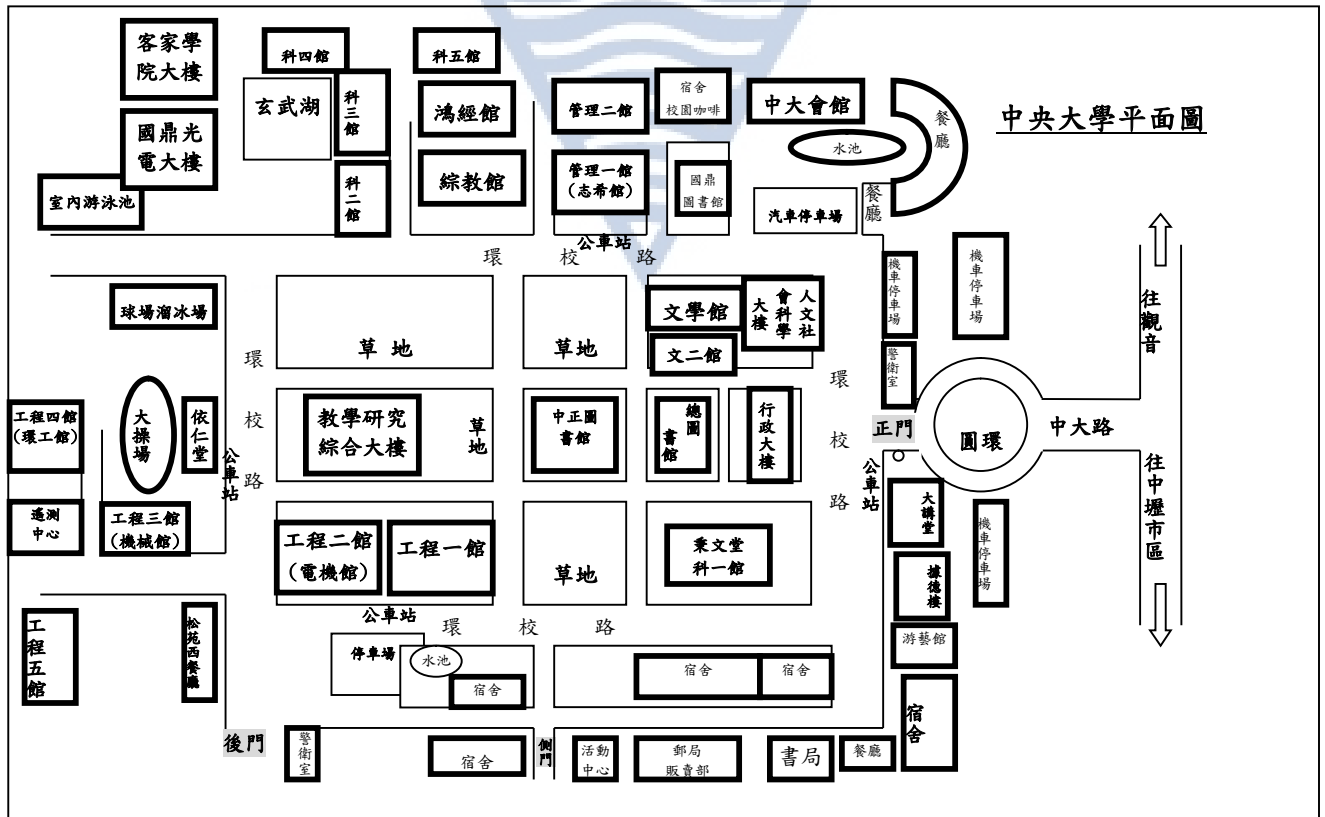 中央大學平面圖
客家學
院大樓
國鼎光
電大樓
室內游泳池
科四館
玄武湖
科三館
科二館
科五館
鴻經館
綜教館
管理二館
管理一館
(志希館)
宿舍
校園咖啡
國鼎
圖書館
中大會館
水池
汽車停車場
餐廳
餐廳
公車站
環校路
球場溜冰場
草地
草地
文學館
文二館
人文社
會科學
大樓
機車停車場
機車停車場
警衛室
往觀音
環校路
工程四館
(環工館)
大操場
依仁堂
公車站
教學研究
綜合大樓
草地
中正圖
書館
總圖
書館
行政大樓
環校路
正門
公車站
圓環
中大路
往中壢市區
遙測
中心
工程三館
(機械館)
工程二館
(電機館)
工程一館
草地
秉文堂
科一館
大講堂
據德樓
機車停車場
游藝館
公車站
環校路
工程五館
松苑西餐廳
停車場
水池
宿舍
宿舍
宿舍
宿舍
後門
警衛室
宿舍
側門
活動
中心
郵局
販賣部
書局
餐廳